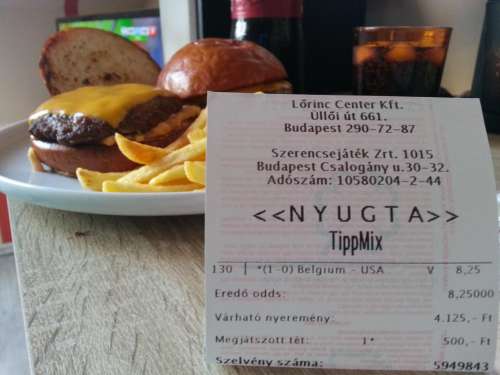 Lőrinc Center Kft.
Üllői út 661.
Budapest 290-72-87
Szerencsejáték Zrt. 1015
Budapest Csalogány u.30-32.
Adószám: 10580204-2-44
<<NYUGTA>>
TippMix
130 | *(1-0) Belgium - USA V 8,25
Eredő odds: 8,25000
Várható nyeremény: 4.125,- Ft
Megjátszott tét: 1* 500,- Ft
Szelvény száma: 5949843